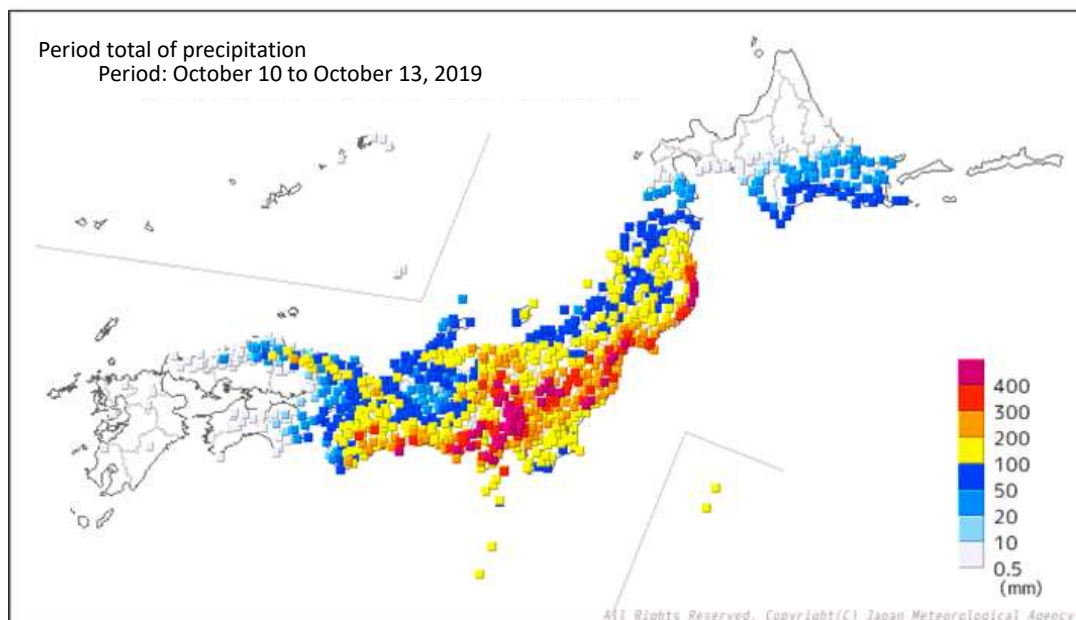 Period total of precipitation
Period: October 10 to October 13, 2019
400
300
200
100
50
20
10
0.5
(mm)
All Rights Reserved. Copyright(C) Japan Meteorological Agency